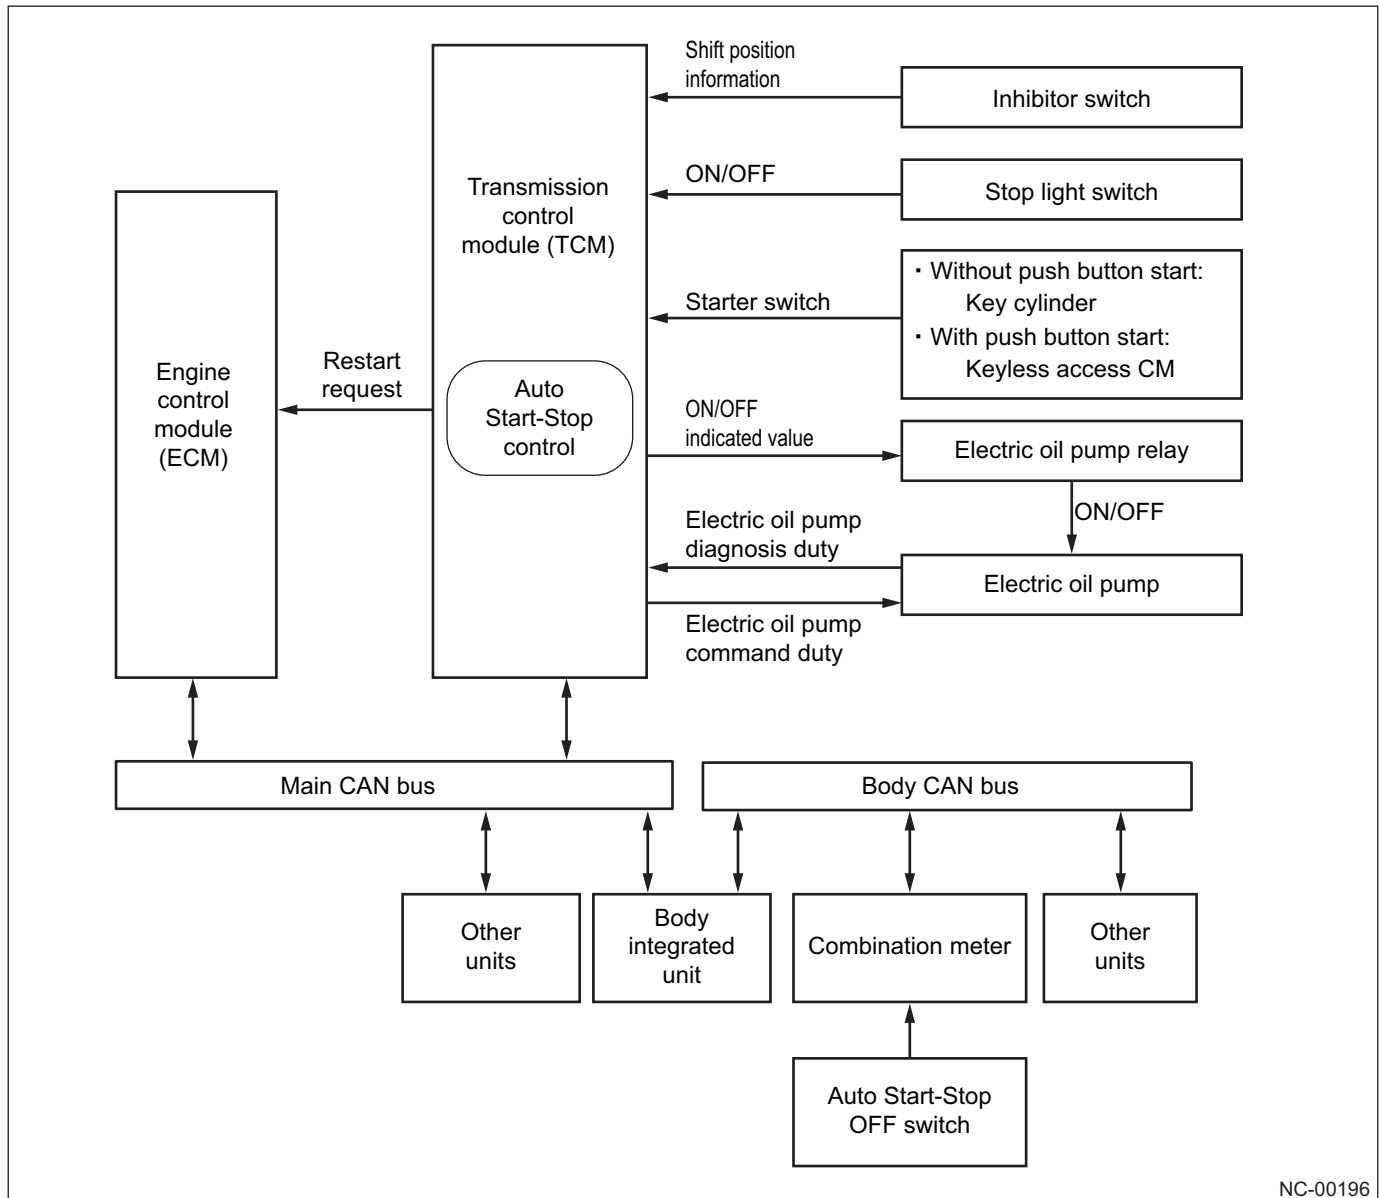 Shift position
information
Inhibitor switch
ON/OFF
Stop light switch
Transmission
control
module (TCM)
Starter switch
・Without push button start:
Key cylinder
・With push button start:
Keyless access CM
Engine
control
module
(ECM)
Restart
request
Auto
Start-Stop
control
ON/OFF
indicated value
Electric oil pump relay
ON/OFF
Electric oil pump
diagnosis duty
Electric oil pump
Electric oil pump
command duty
Main CAN bus
Body CAN bus
Other
units
Body
integrated
unit
Combination meter
Other
units
Auto Start-Stop
OFF switch
NC-00196